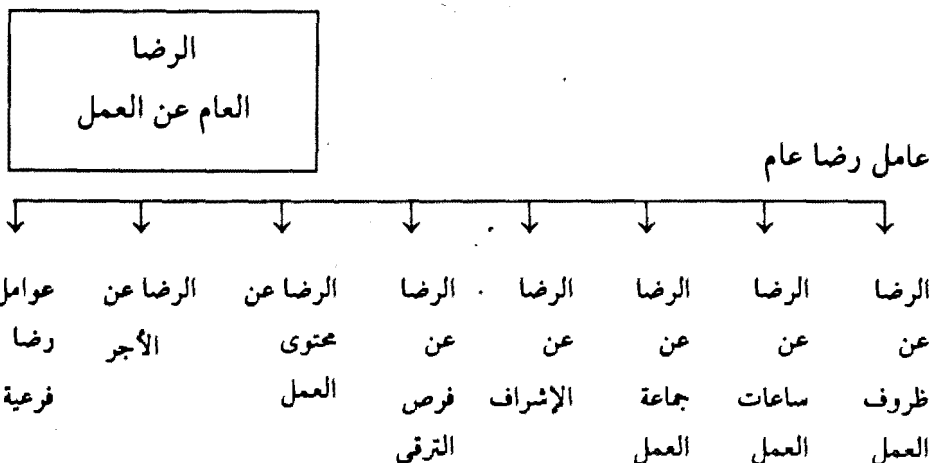 الرضا
العام عن العمل
عامل رضا عام
الرضا الرضا الرضا الرضا الرضا الرضا عن الرضا عن عوامل
عن عن عن عن عن محتوى الأجر رضا
ظروف ساعات جماعة الإشراف فرص العمل فرعية
العمل العمل العمل الترقي